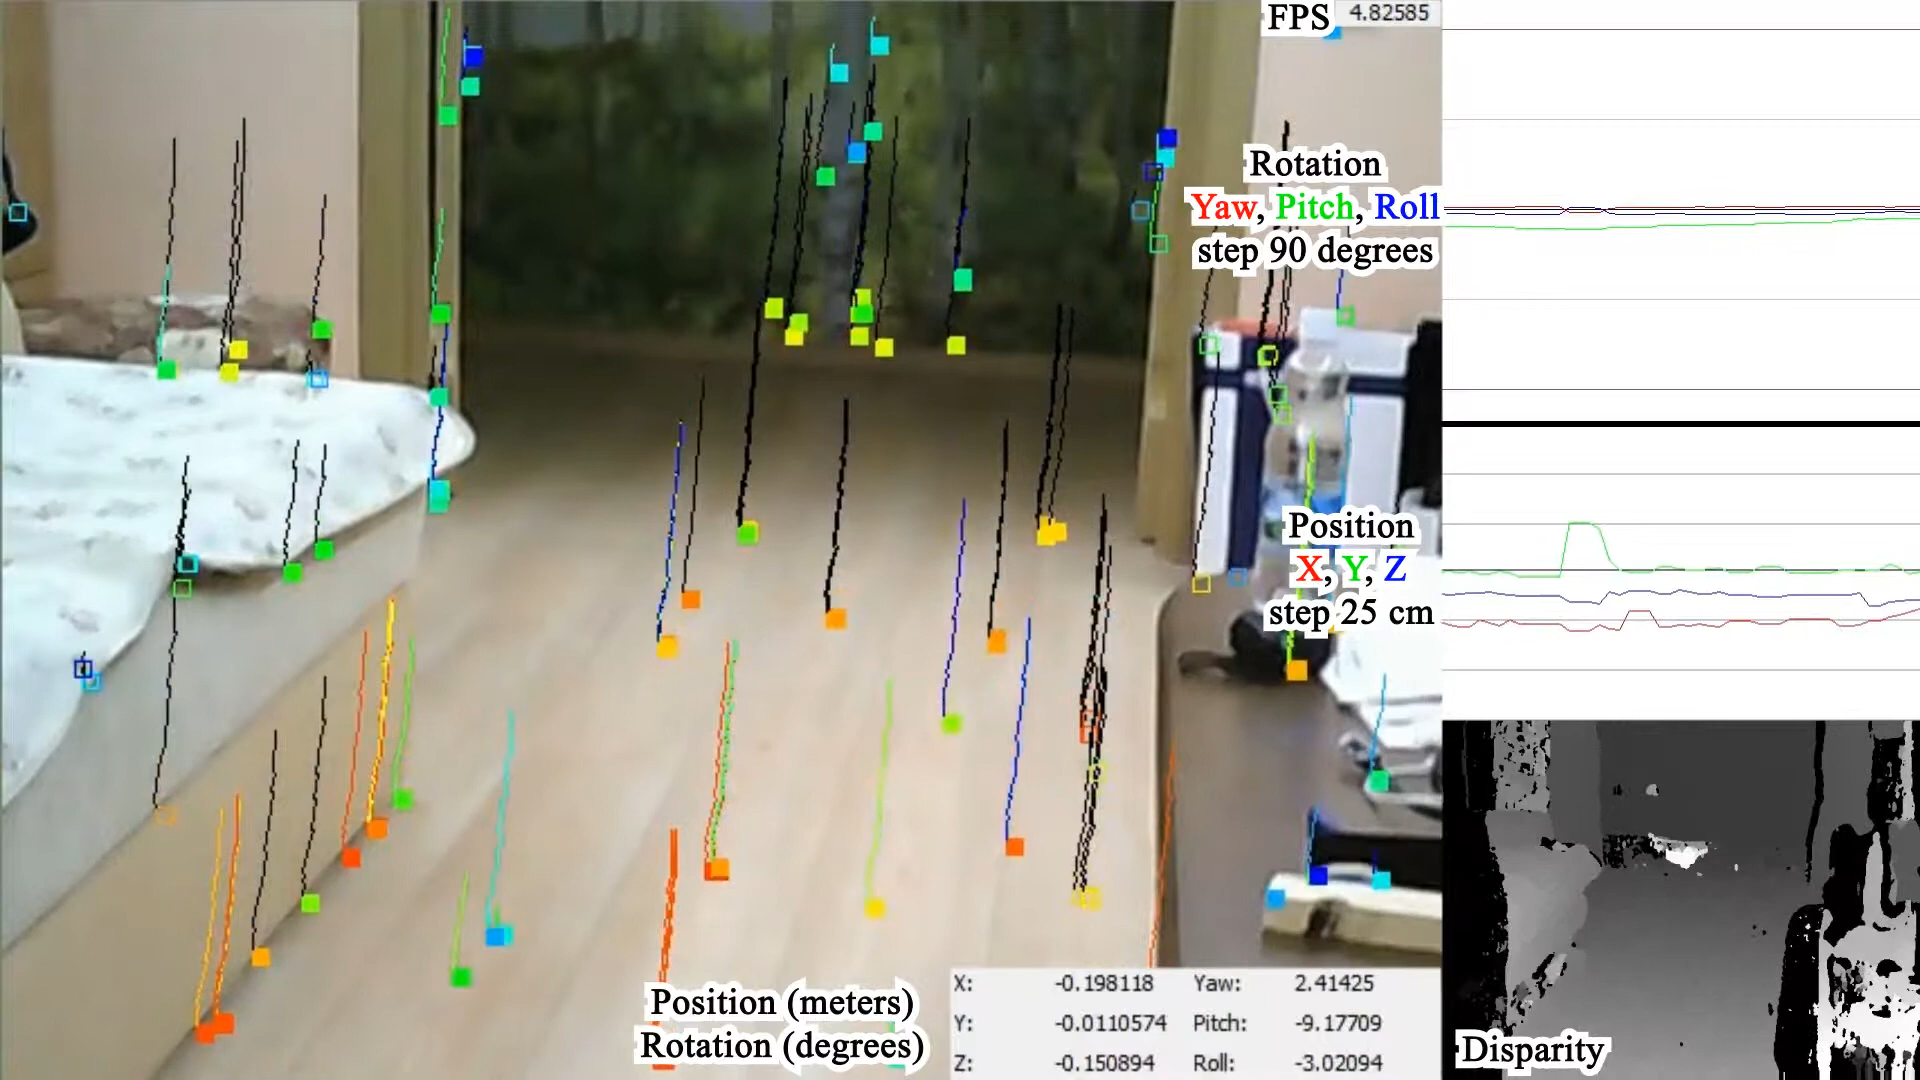 FPS 4.82585
Rotation
Yaw, Pitch, Roll
step 90 degrees
Position
X, Y, Z
step 25 cm
Position (meters)
Rotation (degrees)
X: -0.198118 Yaw: 2.41425
Y: -0.0110574 Pitch: -9.17709
Z: -0.150894 Roll: -3.02094
Disparity